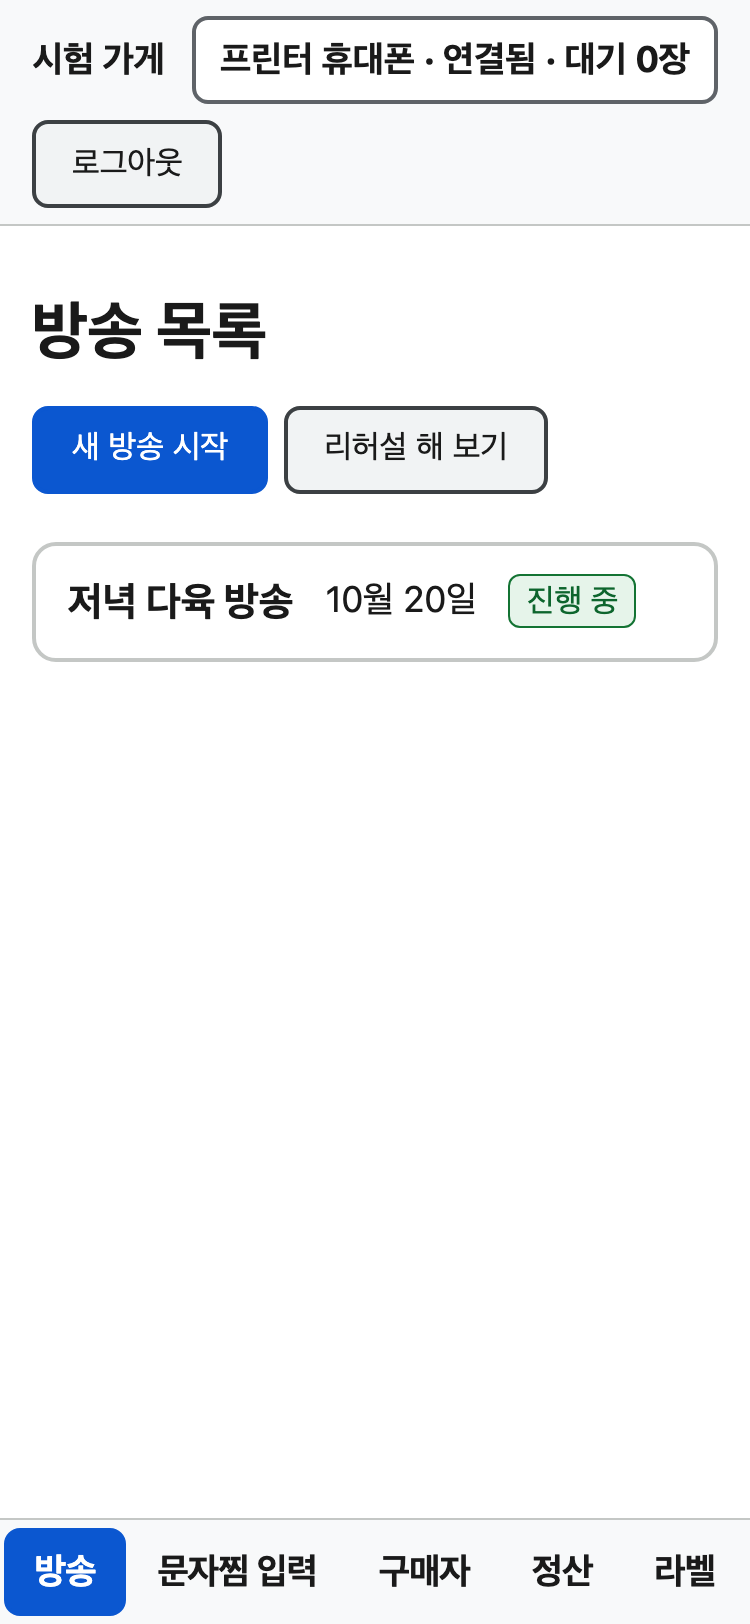 시험 가게
프린터 휴대폰 · 연결됨 · 대기 0장
로그아웃
방송 목록
새 방송 시작
리허설 해 보기
저녁 다육 방송 10월 20일 진행 중
방송 문자찜 입력 구매자 정산 라벨